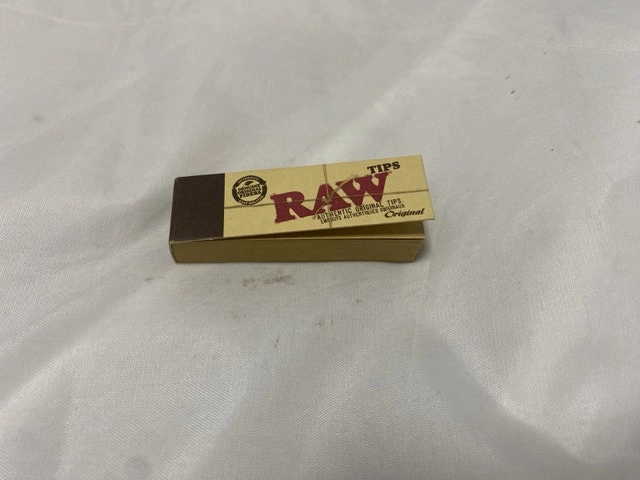 TIPS
RAW
AUTHENTIC ORIGINAL TIPS
EMBOUTS AUTHENTIQUES ORIGINAUX
Original